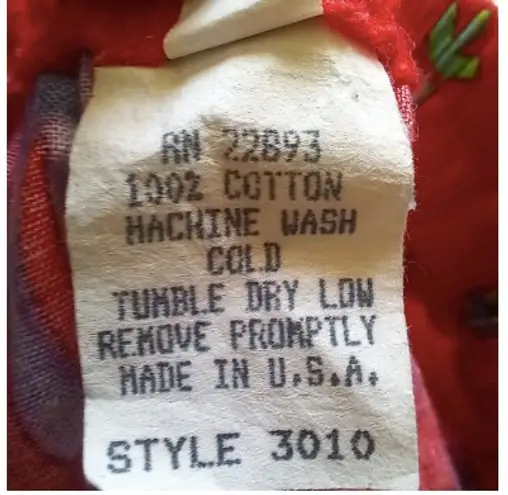 RN 22893
100% COTTON
MACHINE WASH
COLD
TUMBLE DRY LOW
REMOVE PROMPTLY
MADE IN U.S.A.
STYLE 3010